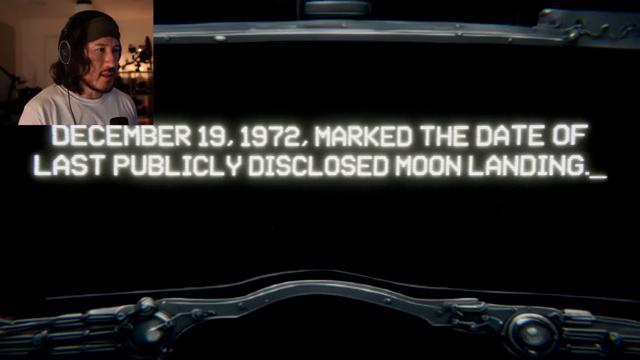 DECEMBER 19, 1972, MARKED THE DATE OF
LAST PUBLICLY DISCLOSED MOON LANDING._